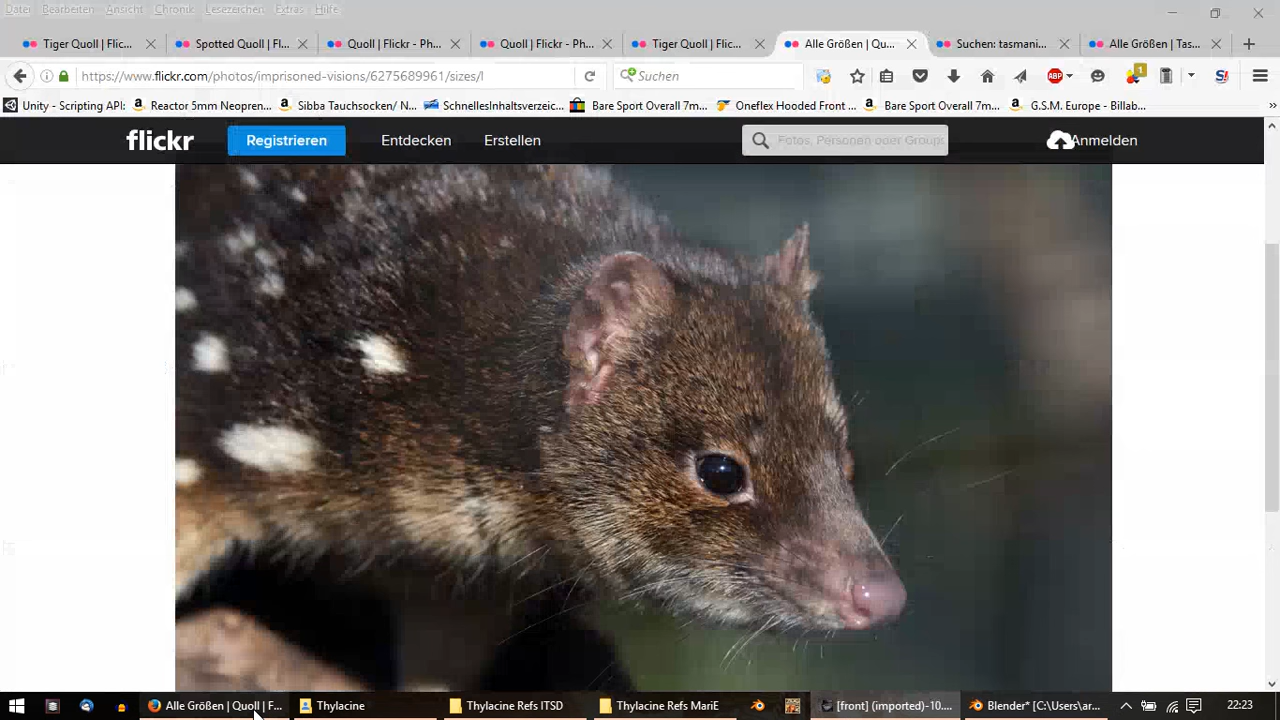 Datei Bearbeiten Ansicht Chronik Lesezeichen Extras Hilfe
Tiger Quoll | Flic... Spotted Quoll | Fl... Quoll | Flickr - Ph... Quoll | Flickr - Ph... Tiger Quoll | Flic... Alle Größen | Qu... Suchen: tasmani... Alle Größen | Tas...
https://www.flickr.com/photos/imprisoned-visions/6275689961/sizes/l Suchen ABP 1
Unity - Scripting API: Reactor 5mm Neopren... Sibba Tauchsocken/ N... SchnellesInhaltsverzeic... Bare Sport Overall 7m... Oneflex Hooded Front ... Bare Sport Overall 7m... G.S.M. Europe - Billab...
flickr Registrieren Entdecken Erstellen Fotos, Personen oder Gruppe Anmelden
Alle Größen | Quoll | F... Thylacine Thylacine Refs ITSD Thylacine Refs MariE [front] (imported)-10.... Blender* [C:\Users\ar... 22:23